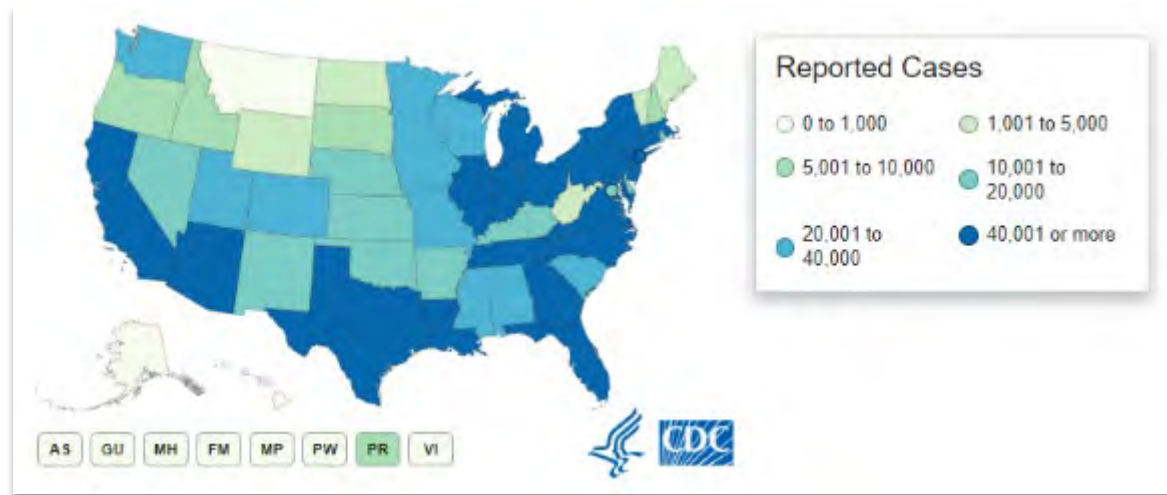 Reported Cases
0 to 1,000
1,001 to 5,000
5,001 to 10,000
10,001 to
20,000
20,001 to
40,000
40,001 or more
AS GU MH FM MP PW PR VI
CDC